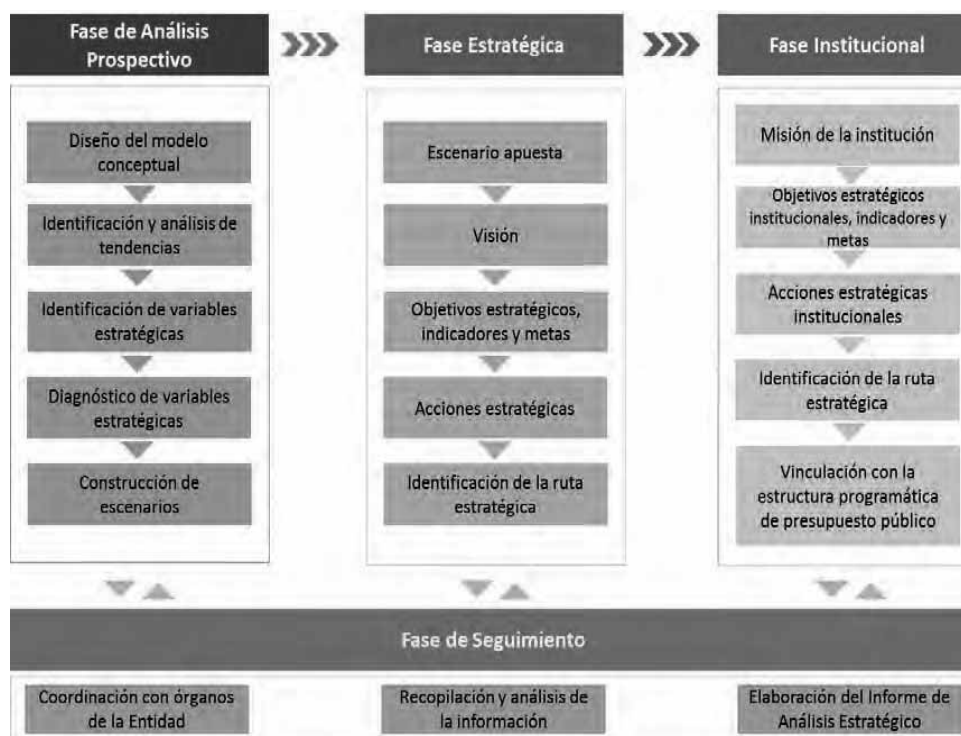 Fase de Análisis
Prospectivo
Diseño del modelo
conceptual
Identificación y análisis de
tendencias
Identificación de variables
estratégicas
Diagnóstico de variables
estratégicas
Construcción de
escenarios
Fase Estratégica
Escenario apuesta
Visión
Objetivos estratégicos,
indicadores y metas
Acciones estratégicas
Identificación de la ruta
estratégica
Fase Institucional
Misión de la institución
Objetivos estratégicos
institucionales, indicadores y
metas
Acciones estratégicas
institucionales
Identificación de la ruta
estratégica
Vinculación con la
estructura programática
de presupuesto público
Fase de Seguimiento
Coordinación con órganos
de la Entidad
Recopilación y análisis de
la información
Elaboración del Informe de
Análisis Estratégico